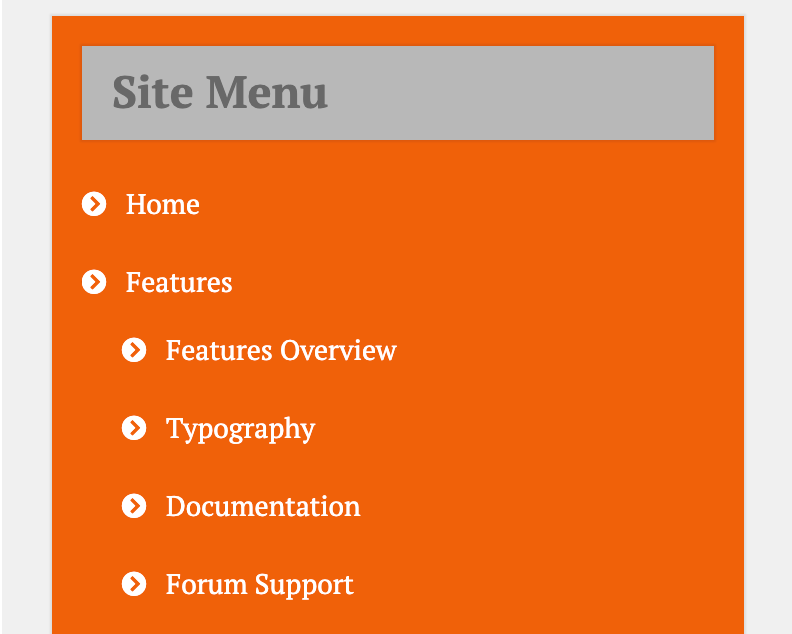 Site Menu
Home
Features
Features Overview
Typography
Documentation
Forum Support